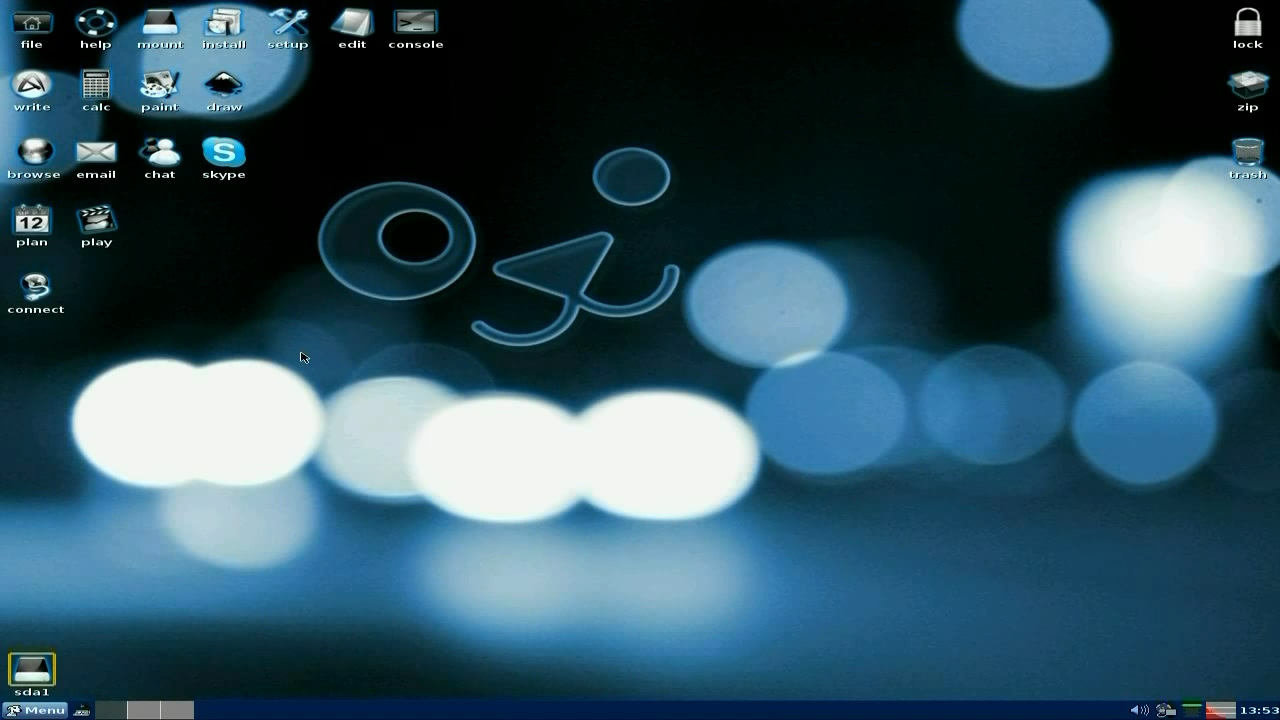 file help mount install setup edit console lock
write calc paint draw zip
browse email chat skype trash
plan play
connect
sda1
Menu 13:53